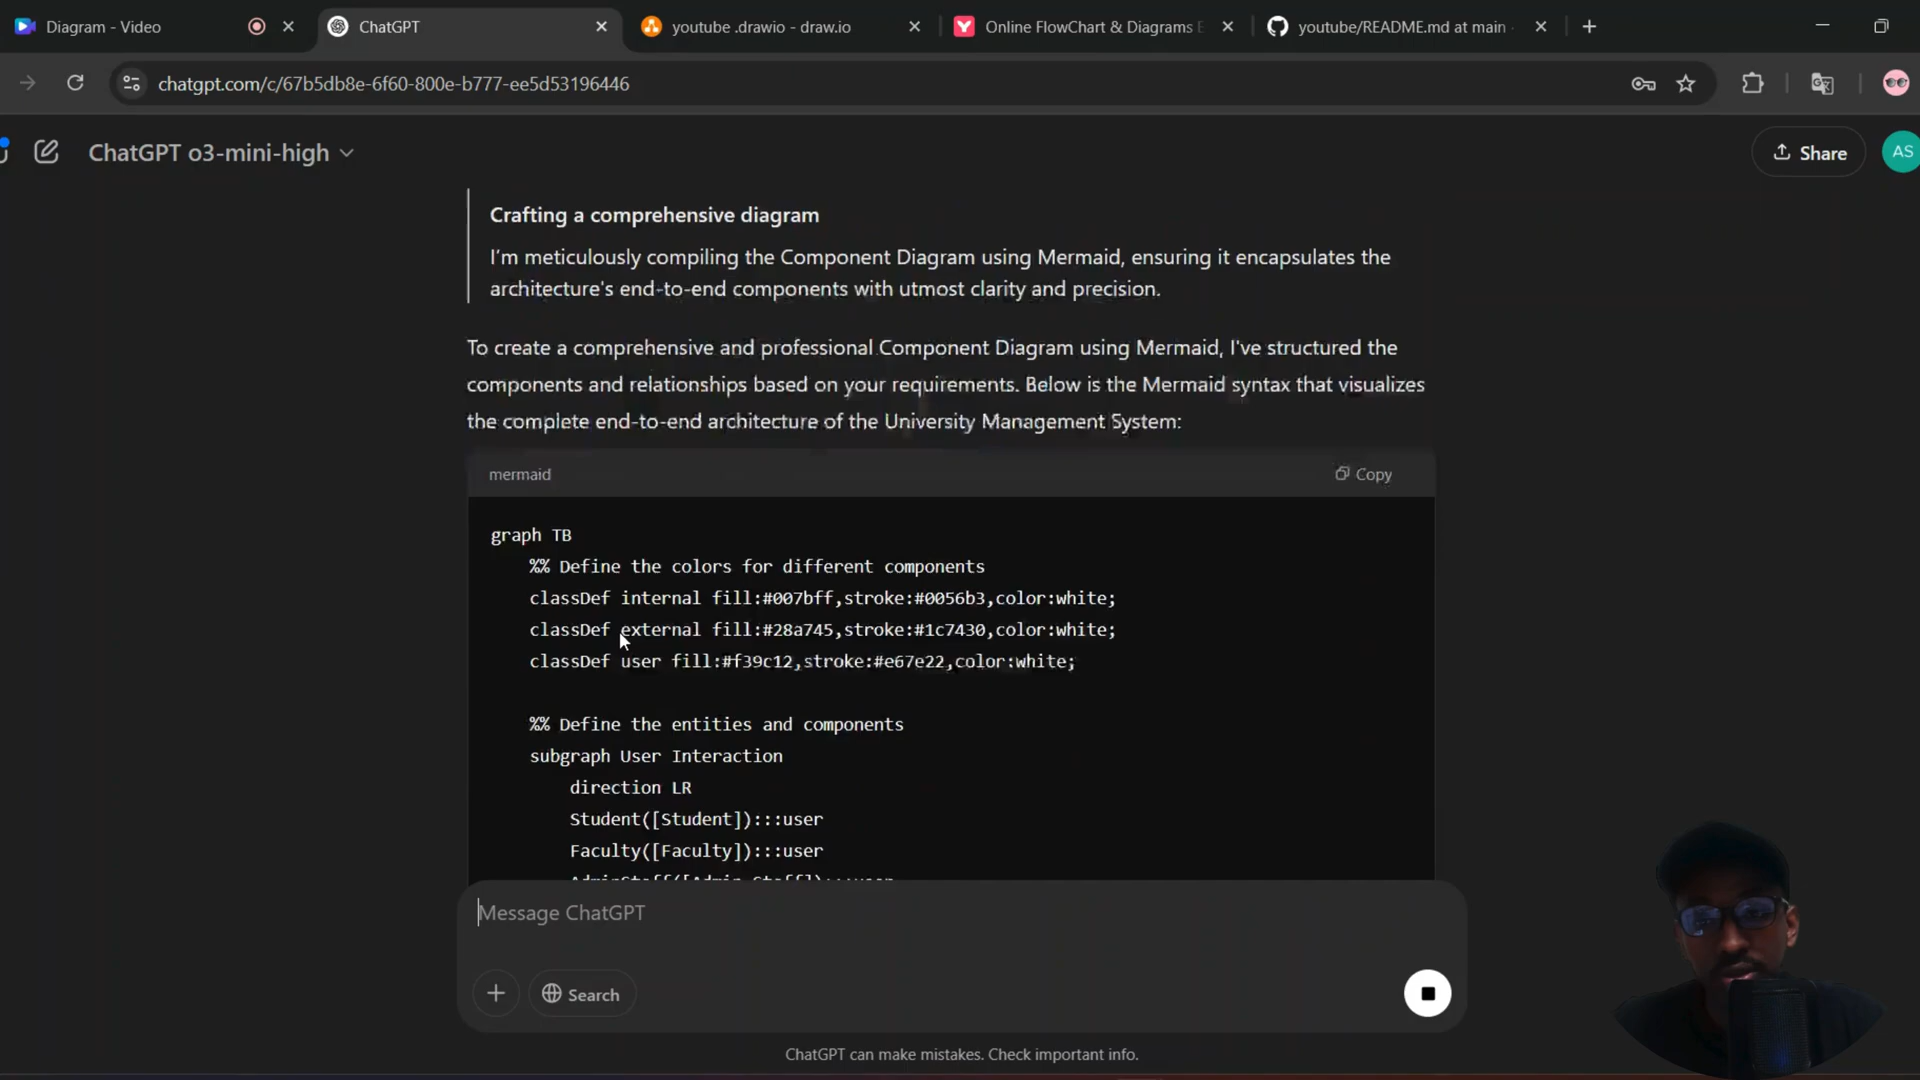 Diagram - Video
ChatGPT
youtube .drawio - draw.io
Online FlowChart & Diagrams E
youtube/README.md at main
chatgpt.com/c/67b5db8e-6f60-800e-b777-ee5d53196446
ChatGPT o3-mini-high
Share
AS
Crafting a comprehensive diagram
I'm meticulously compiling the Component Diagram using Mermaid, ensuring it encapsulates the
architecture's end-to-end components with utmost clarity and precision.
To create a comprehensive and professional Component Diagram using Mermaid, I've structured the
components and relationships based on your requirements. Below is the Mermaid syntax that visualizes
the complete end-to-end architecture of the University Management System:
mermaid
Copy
graph TB
%% Define the colors for different components
classDef internal fill:#007bff,stroke:#0056b3,color:white;
classDef external fill:#28a745,stroke:#1c7430,color:white;
classDef user fill:#f39c12,stroke:#e67e22,color:white;
%% Define the entities and components
subgraph User Interaction
direction LR
Student([Student]):::user
Faculty([Faculty]):::user
AdminStaff([Admin Staff]):::user
Message ChatGPT
Search
ChatGPT can make mistakes. Check important info.